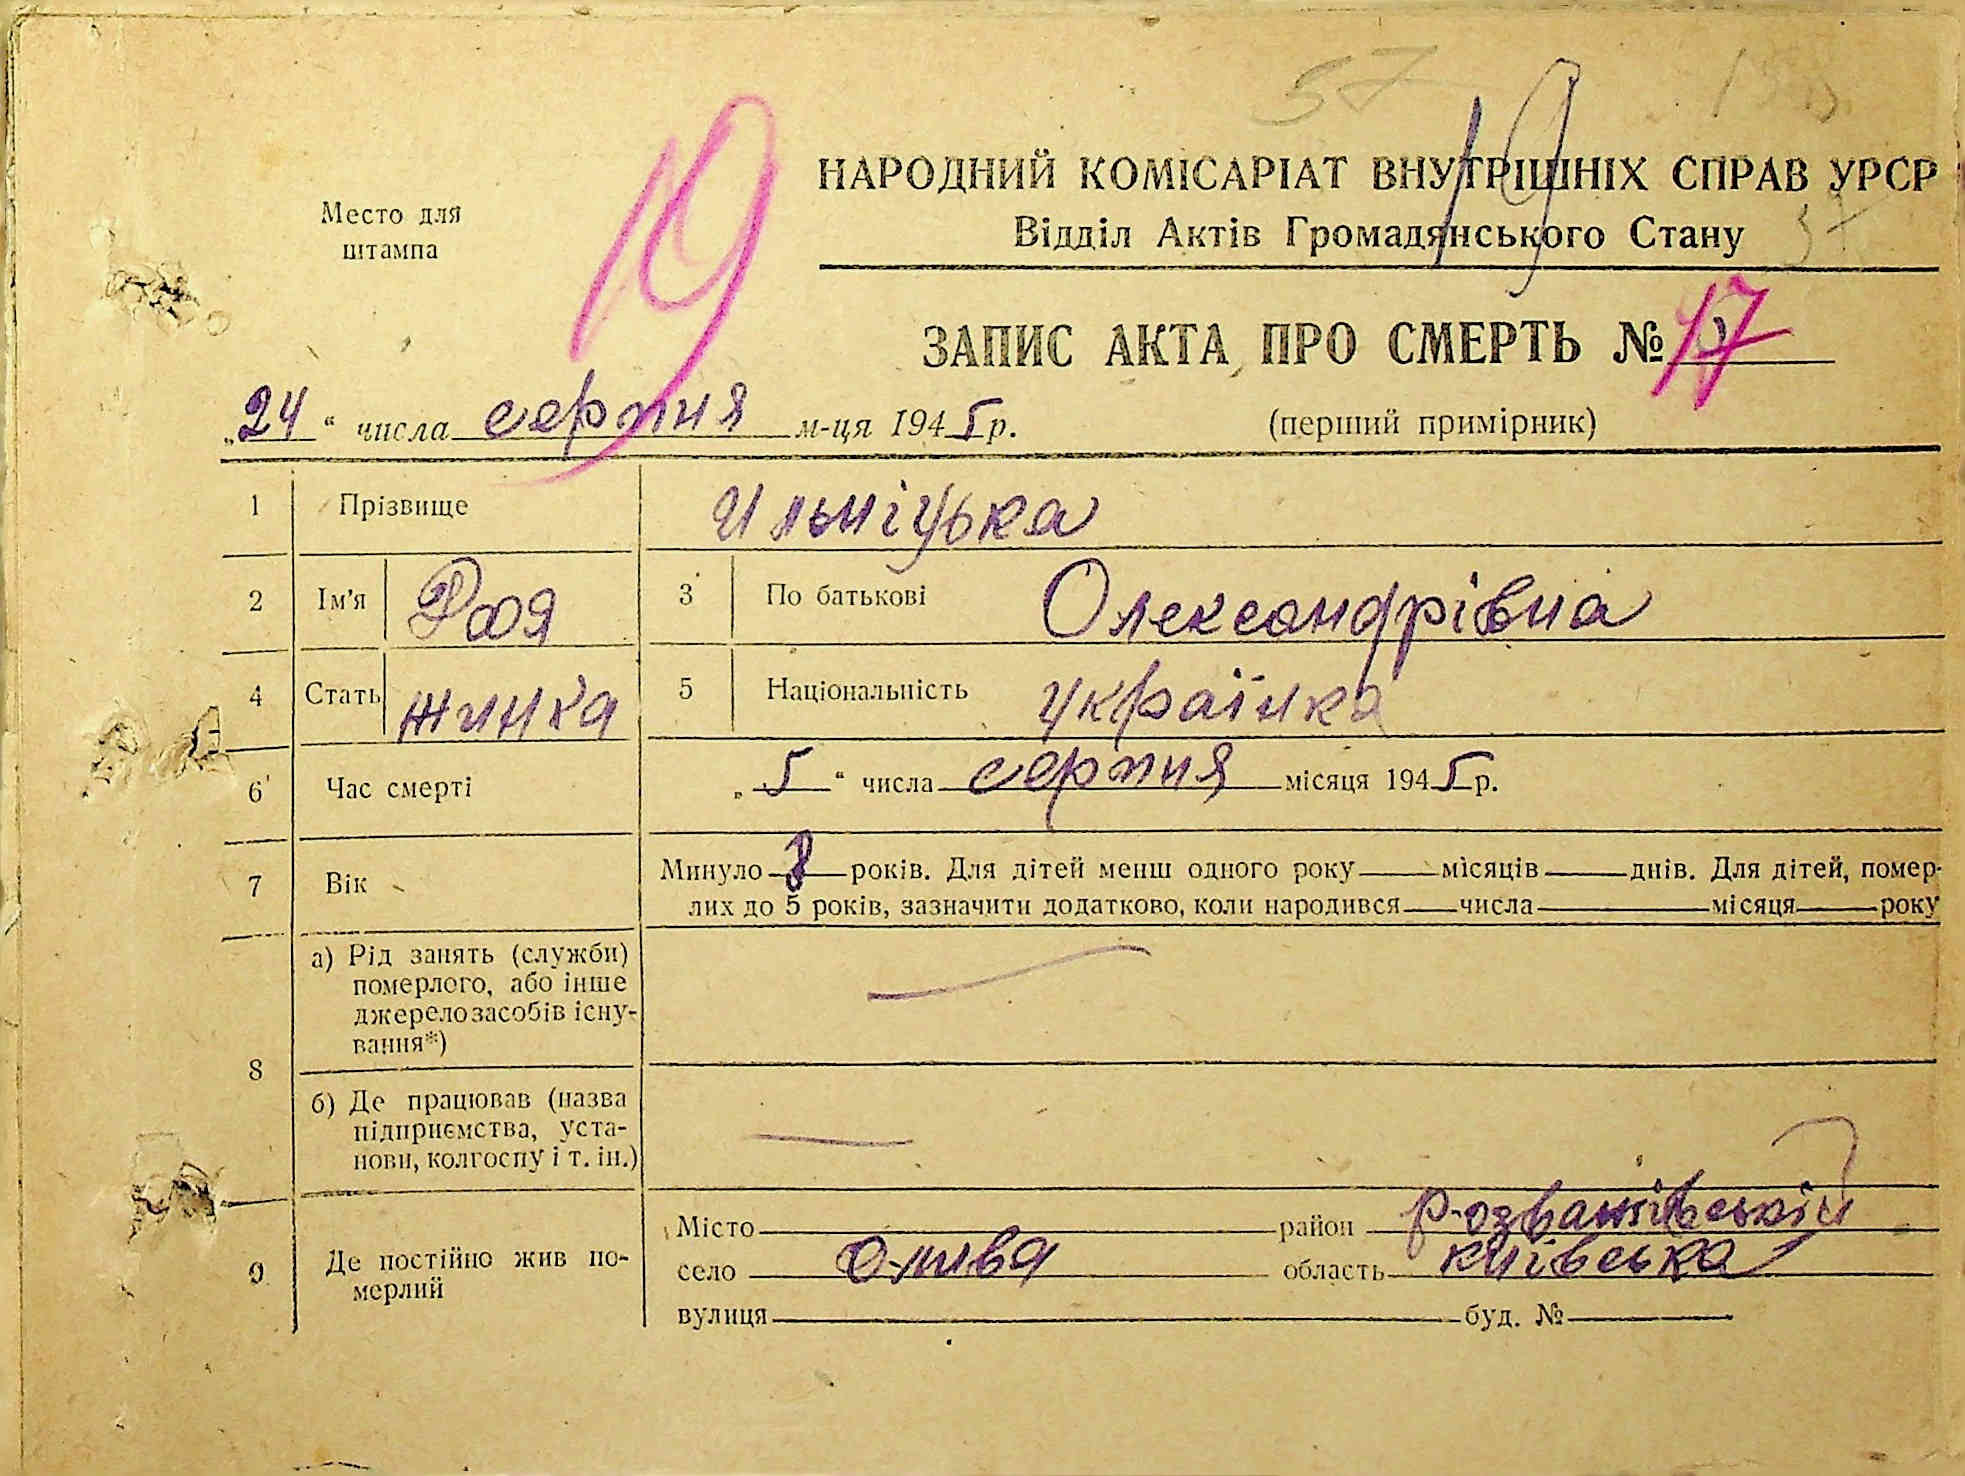 57
19
19
Место для
штампа
НАРОДНИЙ КОМІСАРІАТ ВНУТРІШНІХ СПРАВ УРСР
Відділ Актів Громадянського Стану
37
ЗАПИС АКТА ПРО СМЕРТЬ № 17
„24“ числа серпня м-ця 1945 р.
(перший примірник)
1 Прізвище Ильніцька
2 Ім'я Рая 3 По батькові Олександрівна
4 Стать жинка 5 Національність українка
6 Час смерті „5“ числа серпня місяця 1945 р.
7 Вік Минуло 8 років. Для дітей менш одного року місяців днів. Для дітей, помер-
лих до 5 років, зазначити додатково, коли народився числа місяця року
8 а) Рід занять (служби)
померлого, або інше
джерело засобів існу-
вання*)
б) Де працював (назва
підприємства, уста-
нови, колгоспу і т. ін.)
9 Де постійно жив по-
мерлий
Місто район Розважівський
село Олива область київська
вулиця буд. №